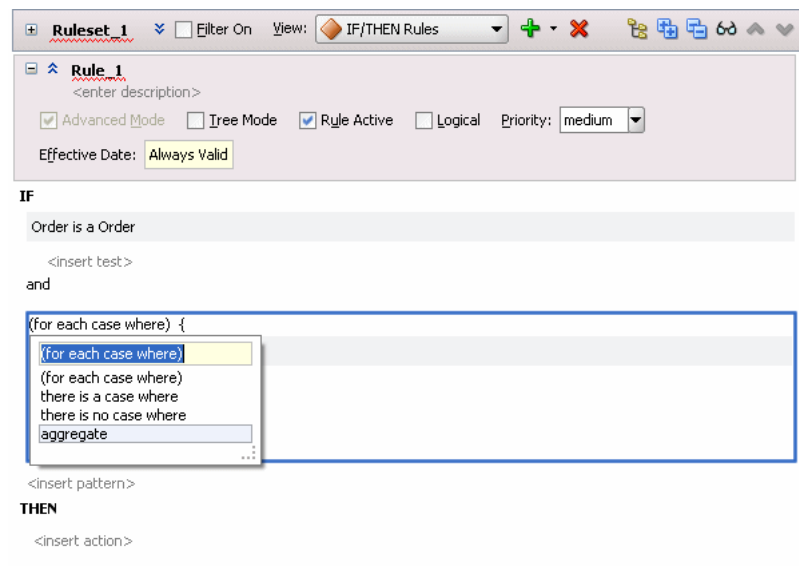 Ruleset_1 Filter On View: IF/THEN Rules
Rule_1
<enter description>
Advanced Mode Tree Mode Rule Active Logical Priority: medium
Effective Date: Always Valid
IF
Order is a Order
<insert test>
and
(for each case where) {
(for each case where)
(for each case where)
there is a case where
there is no case where
aggregate
<insert pattern>
THEN
<insert action>